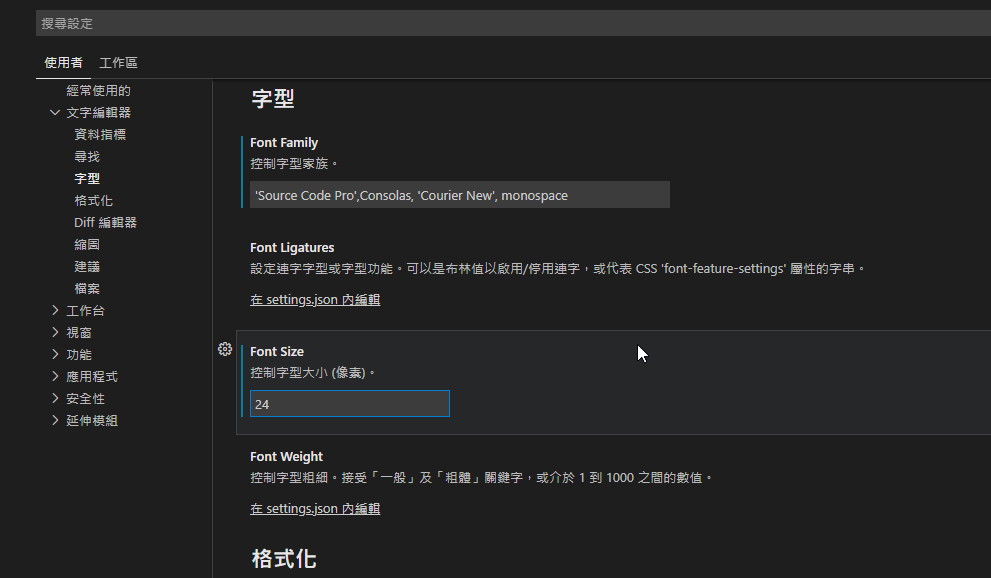 搜尋設定
使用者
工作區
經常使用的
文字編輯器
資料指標
尋找
字型
格式化
Diff 編輯器
縮圖
建議
檔案
工作台
視窗
功能
應用程式
安全性
延伸模組
字型
Font Family
控制字型家族。
'Source Code Pro',Consolas, 'Courier New', monospace
Font Ligatures
設定連字字型或字型功能。可以是布林值以啟用/停用連字，或代表 CSS 'font-feature-settings' 屬性的字串。
在 settings.json 內編輯
Font Size
控制字型大小 (像素)。
24
Font Weight
控制字型粗細。接受「一般」及「粗體」關鍵字，或介於 1 到 1000 之間的數值。
在 settings.json 內編輯
格式化